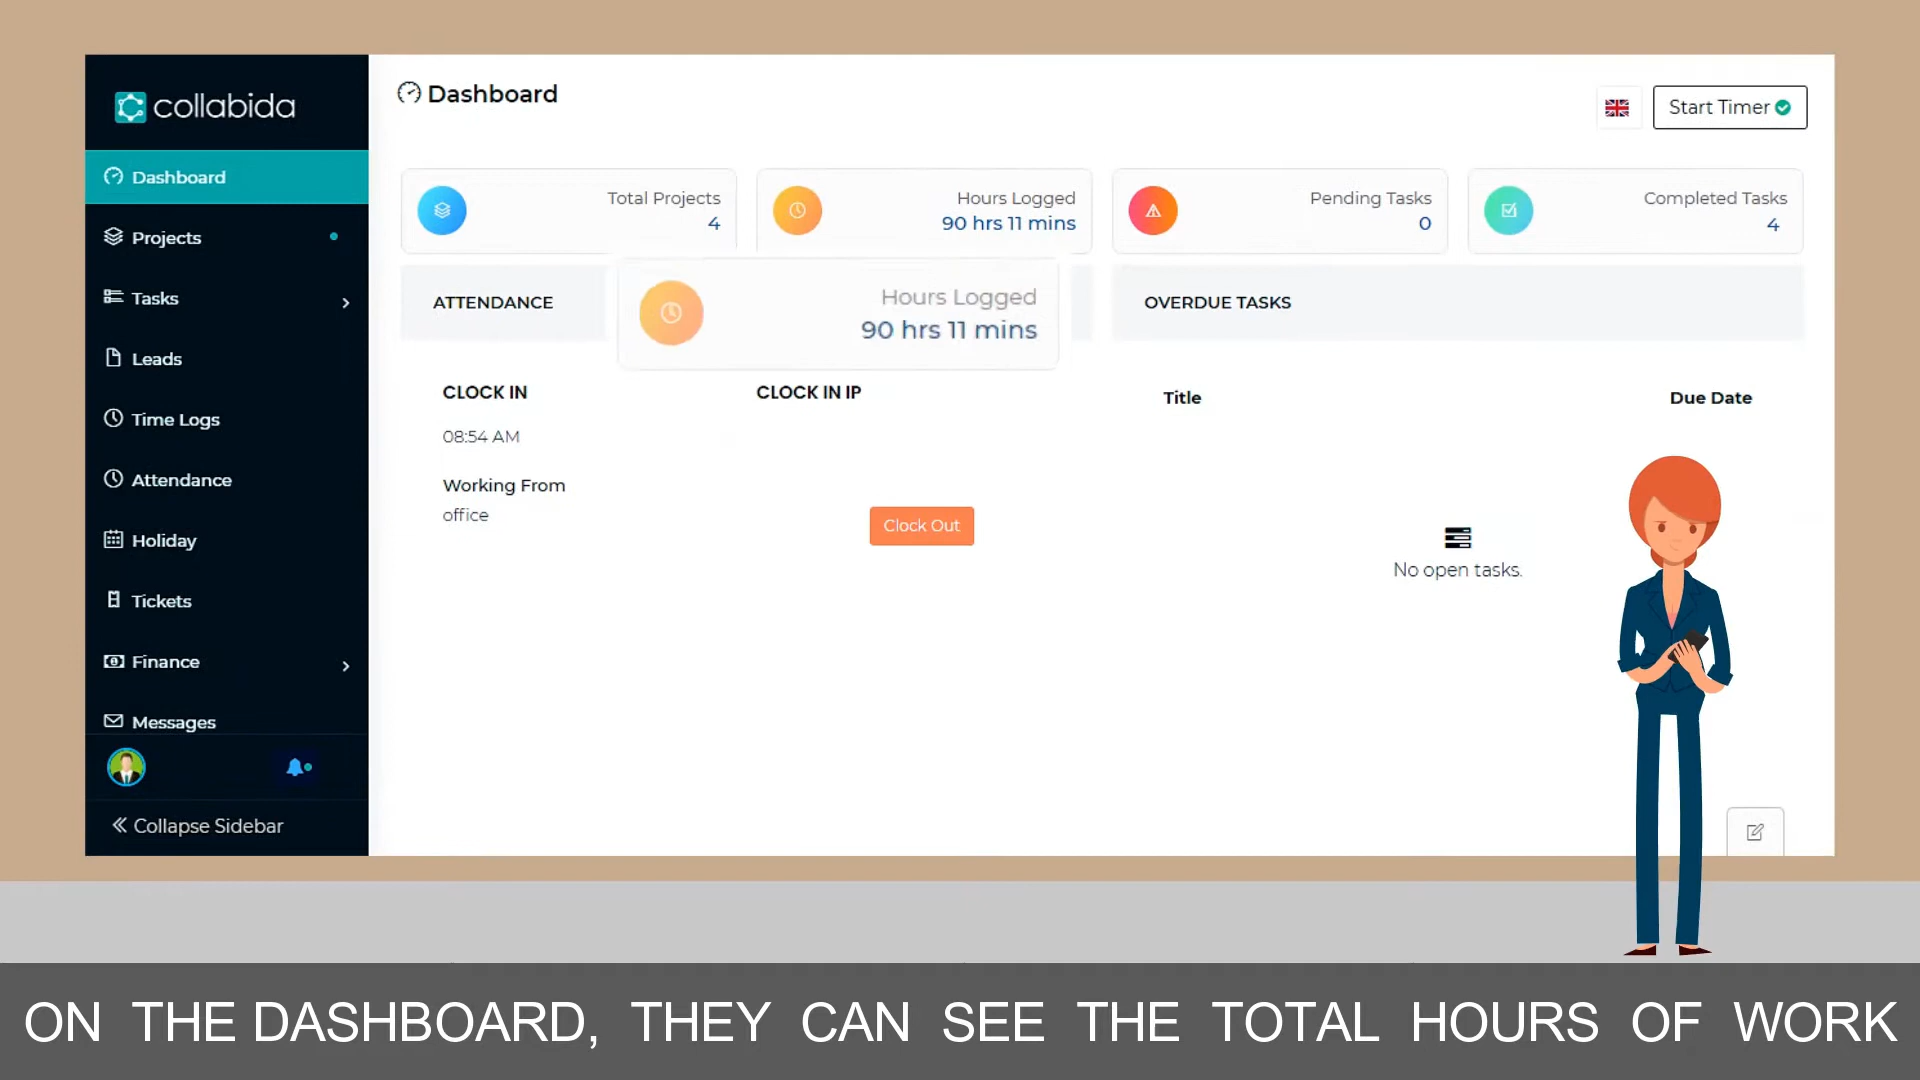 collabida
Dashboard
Projects
Tasks
Leads
Time Logs
Attendance
Holiday
Tickets
Finance
Messages
Collapse Sidebar
Dashboard
Start Timer
Total Projects
4
Hours Logged
90 hrs 11 mins
Pending Tasks
0
Completed Tasks
4
ATTENDANCE
Hours Logged
90 hrs 11 mins
CLOCK IN
CLOCK IN IP
08:54 AM
Working From
office
Clock Out
OVERDUE TASKS
Title
Due Date
No open tasks.
ON THE DASHBOARD, THEY CAN SEE THE TOTAL HOURS OF WORK